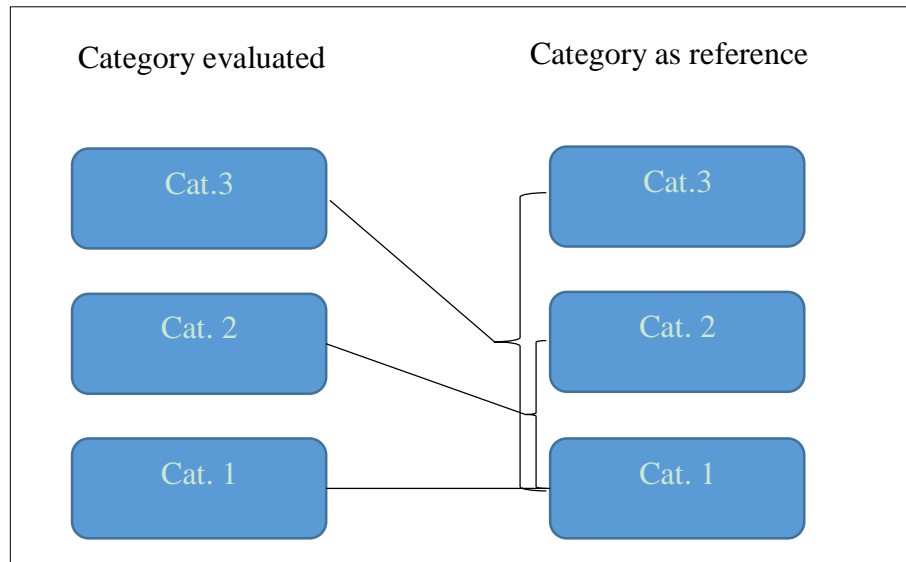 Category evaluated
Category as reference
Cat.3
Cat.3
Cat. 2
Cat. 2
Cat. 1
Cat. 1